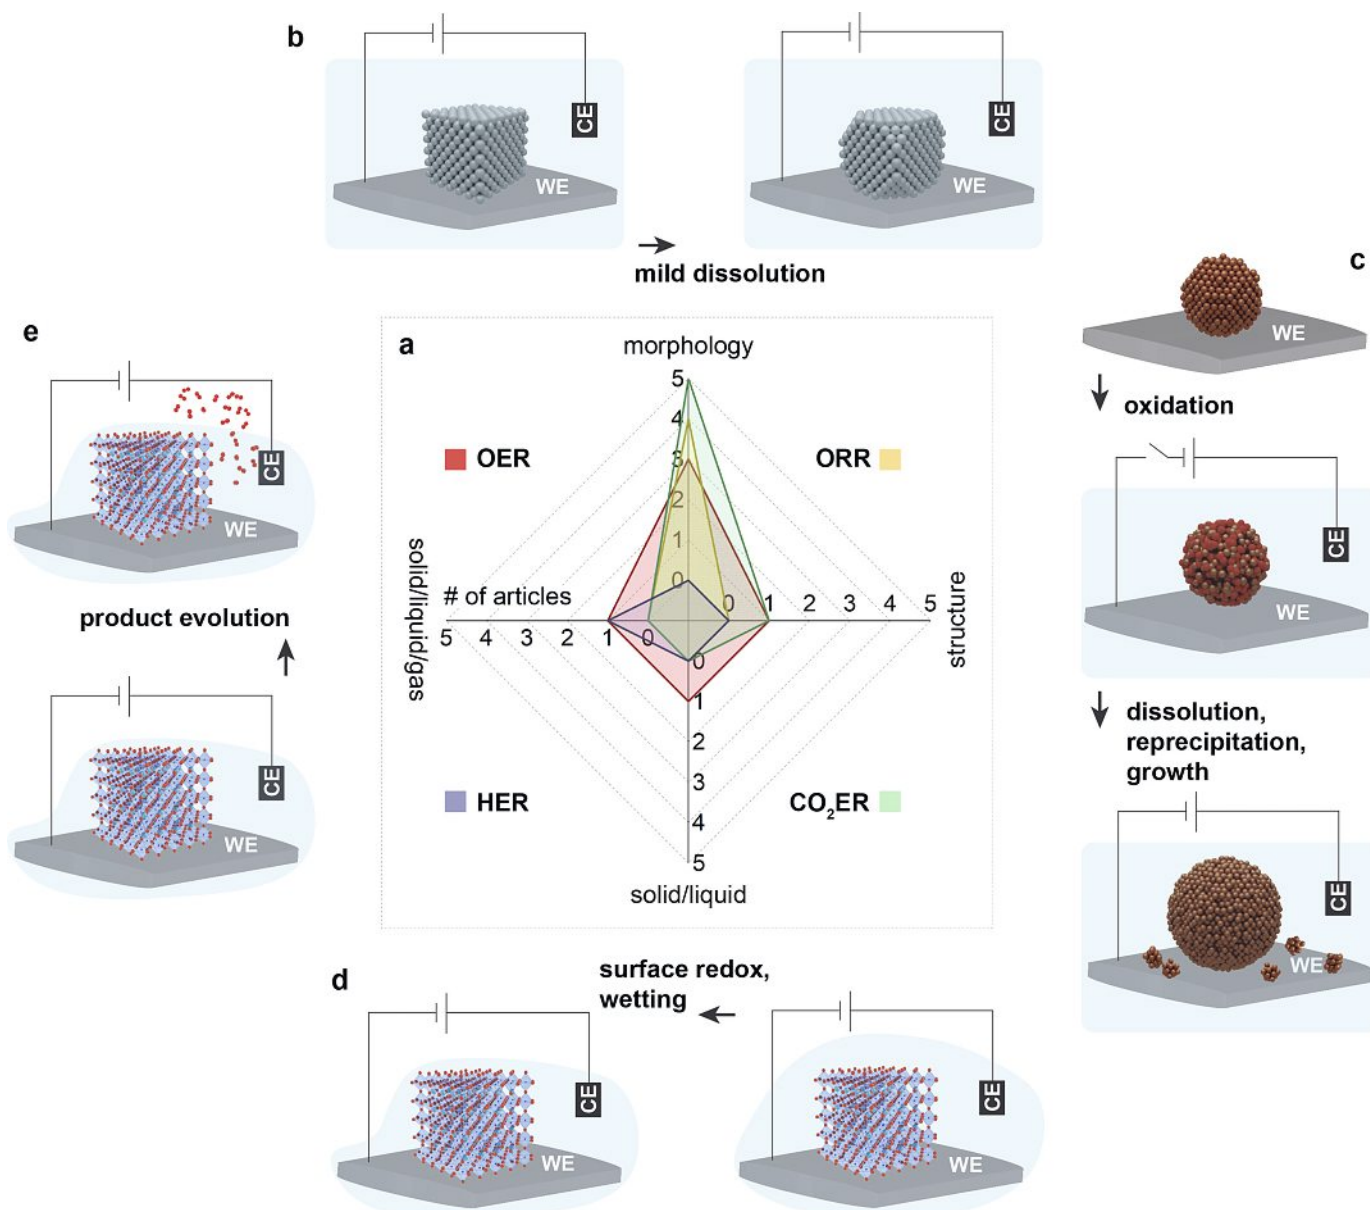 b
CE
WE
CE
WE
mild dissolution
c
WE
oxidation
CE
WE
dissolution,
reprecipitation,
growth
CE
WE
e
CE
WE
product evolution
CE
WE
a
morphology
5
4
3
2
1
0
OER
ORR
solid/liquid/gas
# of articles
5 4 3 2 1 0
0 1 2 3 4 5
structure
0
1
2
3
4
5
HER
CO₂ER
solid/liquid
d
surface redox,
wetting
CE
WE
CE
WE